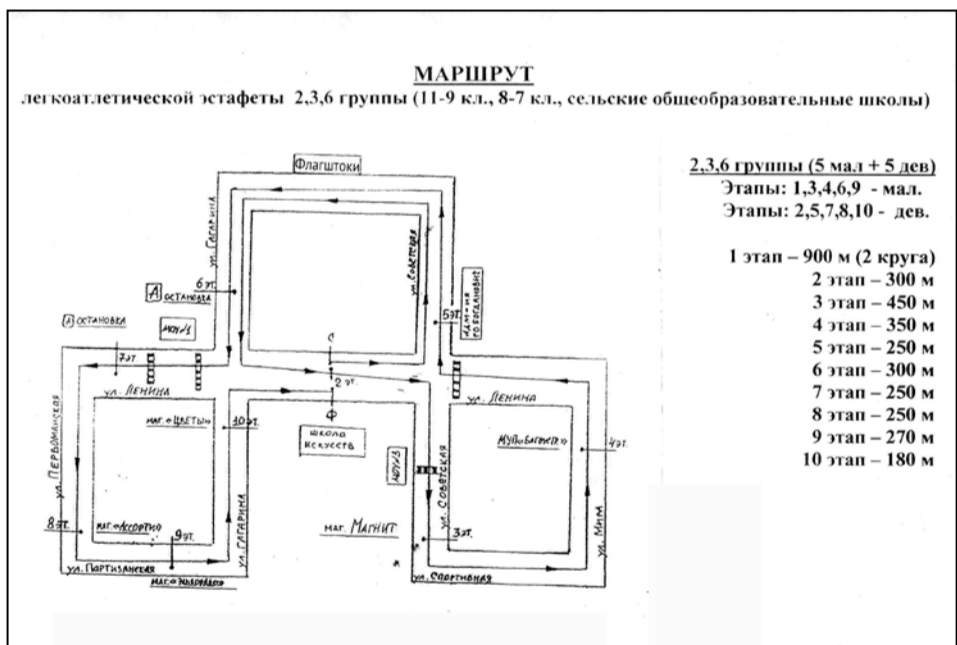 МАРШРУТ
легкоатлетической эстафеты 2,3,6 группы (11-9 кл., 8-7 кл., сельские общеобразовательные школы)
2,3,6 группы (5 мал + 5 дев)
Этапы: 1,3,4,6,9 - мал.
Этапы: 2,5,7,8,10 - дев.
1 этап – 900 м (2 круга)
2 этап – 300 м
3 этап – 450 м
4 этап – 350 м
5 этап – 250 м
6 этап – 300 м
7 этап – 250 м
8 этап – 250 м
9 этап – 270 м
10 этап – 180 м
Флагштоки
ул. Гагарина
ул. Советская
6 эт.
А остановка
5 эт.
А остановка
МОУ№1
С
7 эт.
2 эт.
Ф
ул. Ленина
ул. Ленина
маг. «Цветы»
10 эт.
школа
искусств
4 эт.
ул. Первомайская
МОУ№3
ул. Советская
ул. Гагарина
маг. Магнит
3 эт.
ул. Мира
8 эт.
маг. «Ассорти»
9 эт.
ул. Партизанская
ул. Спортивная